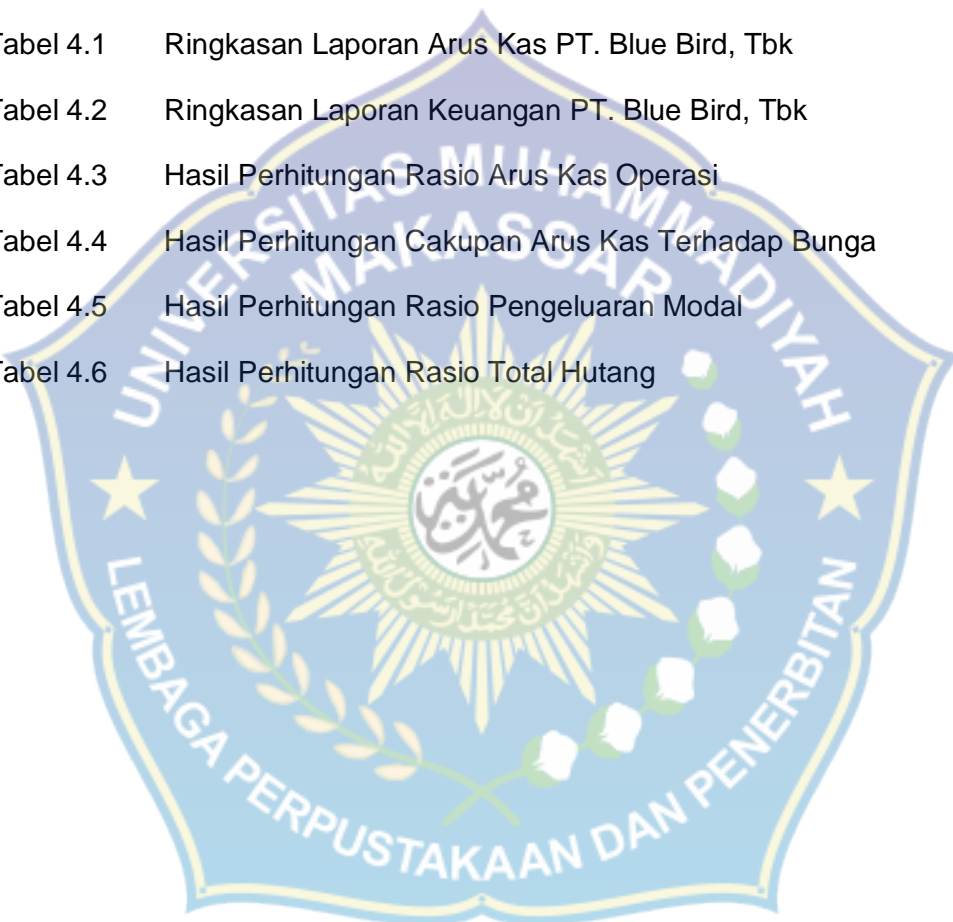 Tabel 4.1 Ringkasan Laporan Arus Kas PT. Blue Bird, Tbk
Tabel 4.2 Ringkasan Laporan Keuangan PT. Blue Bird, Tbk
Tabel 4.3 Hasil Perhitungan Rasio Arus Kas Operasi
Tabel 4.4 Hasil Perhitungan Cakupan Arus Kas Terhadap Bunga
Tabel 4.5 Hasil Perhitungan Rasio Pengeluaran Modal
Tabel 4.6 Hasil Perhitungan Rasio Total Hutang
UNIVERSITAS MUHAMMADIYAH
MAKASSAR
LEMBAGA PERPUSTAKAAN DAN PENERBITAN